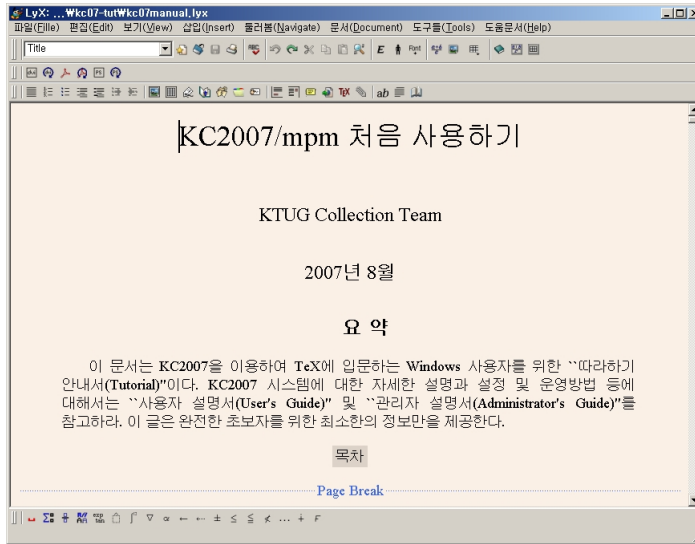 LyX: ...₩kc07-tut₩kc07manual.lyx
파일(Fille) 편집(Edit) 보기(View) 삽입(Insert) 둘러봄(Navigate) 문서(Document) 도구틀(Tools) 도움문서(Help)
Title
KC2007/mpm 처음 사용하기
KTUG Collection Team
2007년 8월
요 약
이 문서는 KC2007을 이용하여 TeX에 입문하는 Windows 사용자를 위한 ``따라하기
안내서(Tutorial)"이다. KC2007 시스템에 대한 자세한 설명과 설정 및 운영방법 등에
대해서는 ``사용자 설명서(User's Guide)" 및 ``관리자 설명서(Administrator's Guide)"를
참고하라. 이 글은 완전한 초보자를 위한 최소한의 정보만을 제공한다.
목차
Page Break